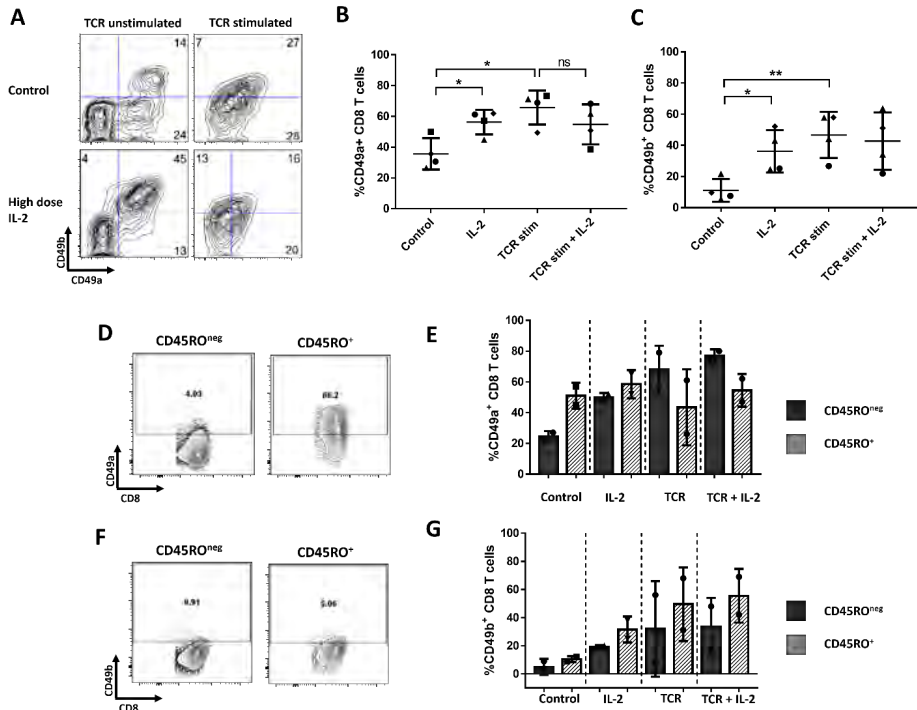 A
TCR unstimulated
TCR stimulated
Control
14
24
7
27
28
High dose
IL-2
4
45
13
13
16
20
CD49b
CD49a
B
%CD49a+ CD8 T cells
100
80
60
40
20
0
*
*
ns
Control
IL-2
TCR stim
TCR stim + IL-2
C
%CD49b+ CD8 T cells
100
80
60
40
20
0
**
*
Control
IL-2
TCR stim
TCR stim + IL-2
D
CD45ROneg
CD45RO+
4.03
CD49a
CD8
E
%CD49a+ CD8 T cells
100
80
60
40
20
0
Control
IL-2
TCR
TCR + IL-2
CD45ROneg
CD45RO+
F
CD45ROneg
CD45RO+
CD49b
CD8
G
%CD49b+ CD8 T cells
100
80
60
40
20
0
Control
IL-2
TCR
TCR + IL-2
CD45ROneg
CD45RO+